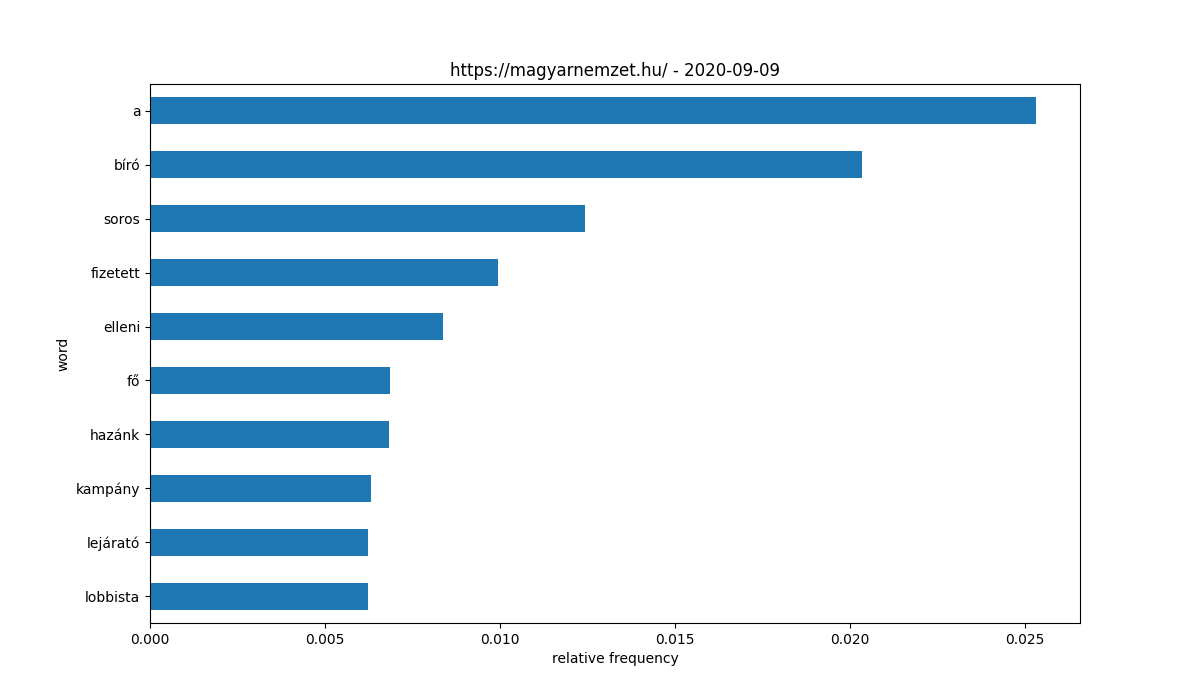 https://magyarnemzet.hu/ - 2020-09-09
a
bíró
soros
fizetett
elleni
fő
hazánk
kampány
lejárató
lobbista
word
0.000 0.005 0.010 0.015 0.020 0.025
relative frequency